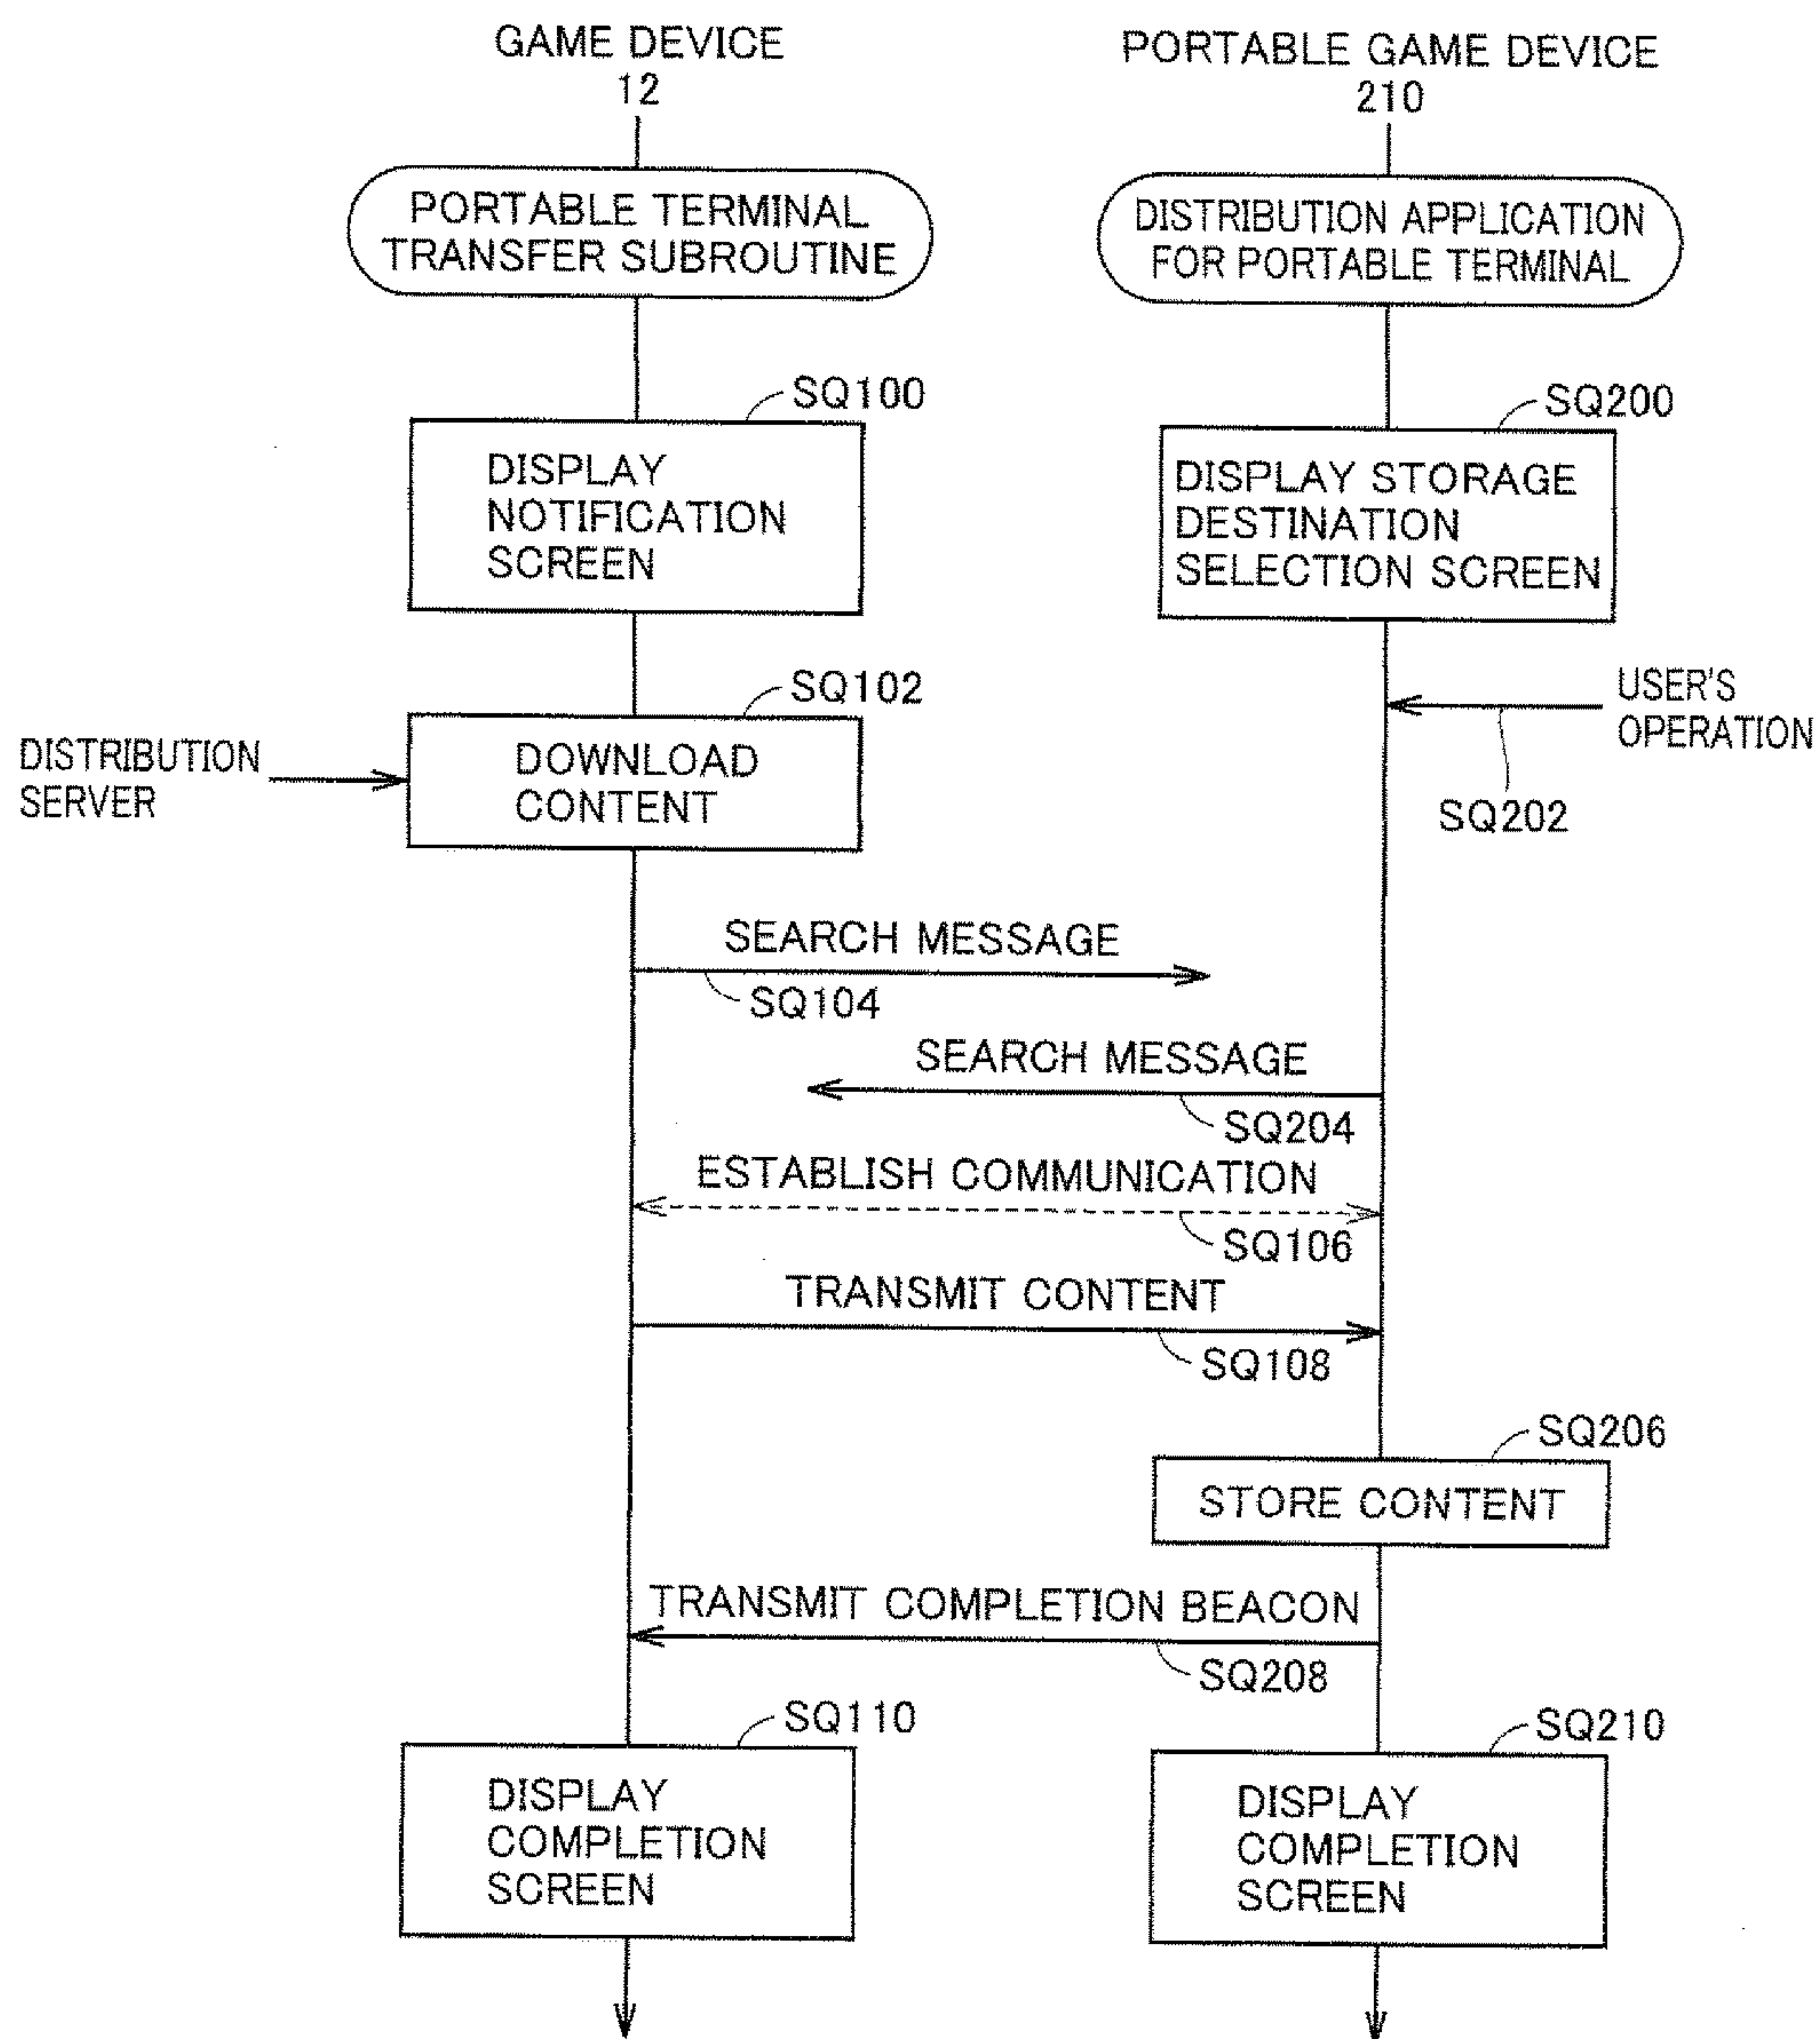 GAME DEVICE
12
PORTABLE GAME DEVICE
210
PORTABLE TERMINAL
TRANSFER SUBROUTINE
DISTRIBUTION APPLICATION
FOR PORTABLE TERMINAL
SQ100
SQ200
DISPLAY
NOTIFICATION
SCREEN
DISPLAY STORAGE
DESTINATION
SELECTION SCREEN
SQ102
USER'S
OPERATION
SQ202
DISTRIBUTION
SERVER
DOWNLOAD
CONTENT
SEARCH MESSAGE
SQ104
SEARCH MESSAGE
SQ204
ESTABLISH COMMUNICATION
SQ106
TRANSMIT CONTENT
SQ108
SQ206
STORE CONTENT
TRANSMIT COMPLETION BEACON
SQ208
SQ110
SQ210
DISPLAY
COMPLETION
SCREEN
DISPLAY
COMPLETION
SCREEN